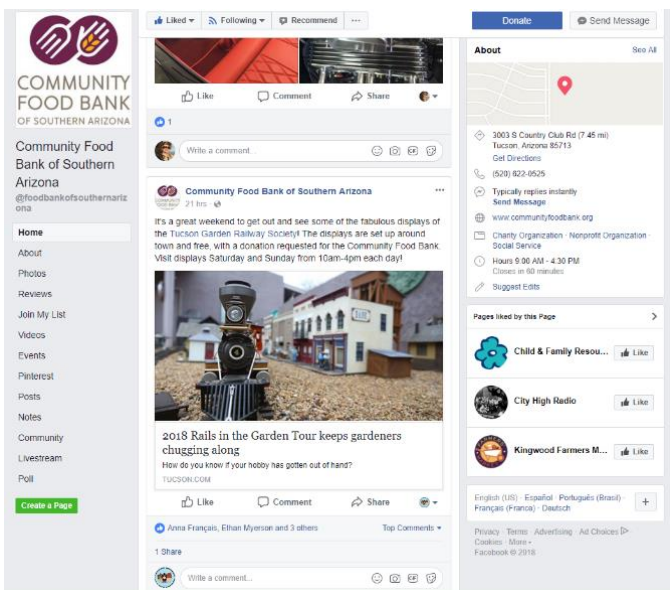 COMMUNITY
FOOD BANK
OF SOUTHERN ARIZONA
Community Food
Bank of Southern
Arizona
@foodbankofsouthernariz
ona
Home
About
Photos
Reviews
Join My List
Videos
Events
Pinterest
Posts
Notes
Community
Livestream
Poll
Create a Page
Liked Following Recommend ···
Donate Send Message
Like Comment Share
1
Write a comment...
Community Food Bank of Southern Arizona ···
21 hrs ·
It's a great weekend to get out and see some of the fabulous displays of
the Tucson Garden Railway Society! The displays are set up around
town and free, with a donation requested for the Community Food Bank.
Visit displays Saturday and Sunday from 10am-4pm each day!
2018 Rails in the Garden Tour keeps gardeners
chugging along
How do you know if your hobby has gotten out of hand?
TUCSON.COM
Like Comment Share
Anna Français, Ethan Myerson and 3 others Top Comments
1 Share
Write a comment...
About See All
3003 S Country Club Rd (7.45 mi)
Tucson, Arizona 85713
Get Directions
(520) 622-0525
Typically replies instantly
Send Message
www.communityfoodbank.org
Charity Organization · Nonprofit Organization ·
Social Service
Hours 9:00 AM - 4:30 PM
Closes in 60 minutes
Suggest Edits
Pages liked by this Page
Child & Family Resou... Like
City High Radio Like
Kingwood Farmers M... Like
English (US) · Español · Português (Brasil) ·
Français (France) · Deutsch
Privacy · Terms · Advertising · Ad Choices
Cookies · More
Facebook © 2018